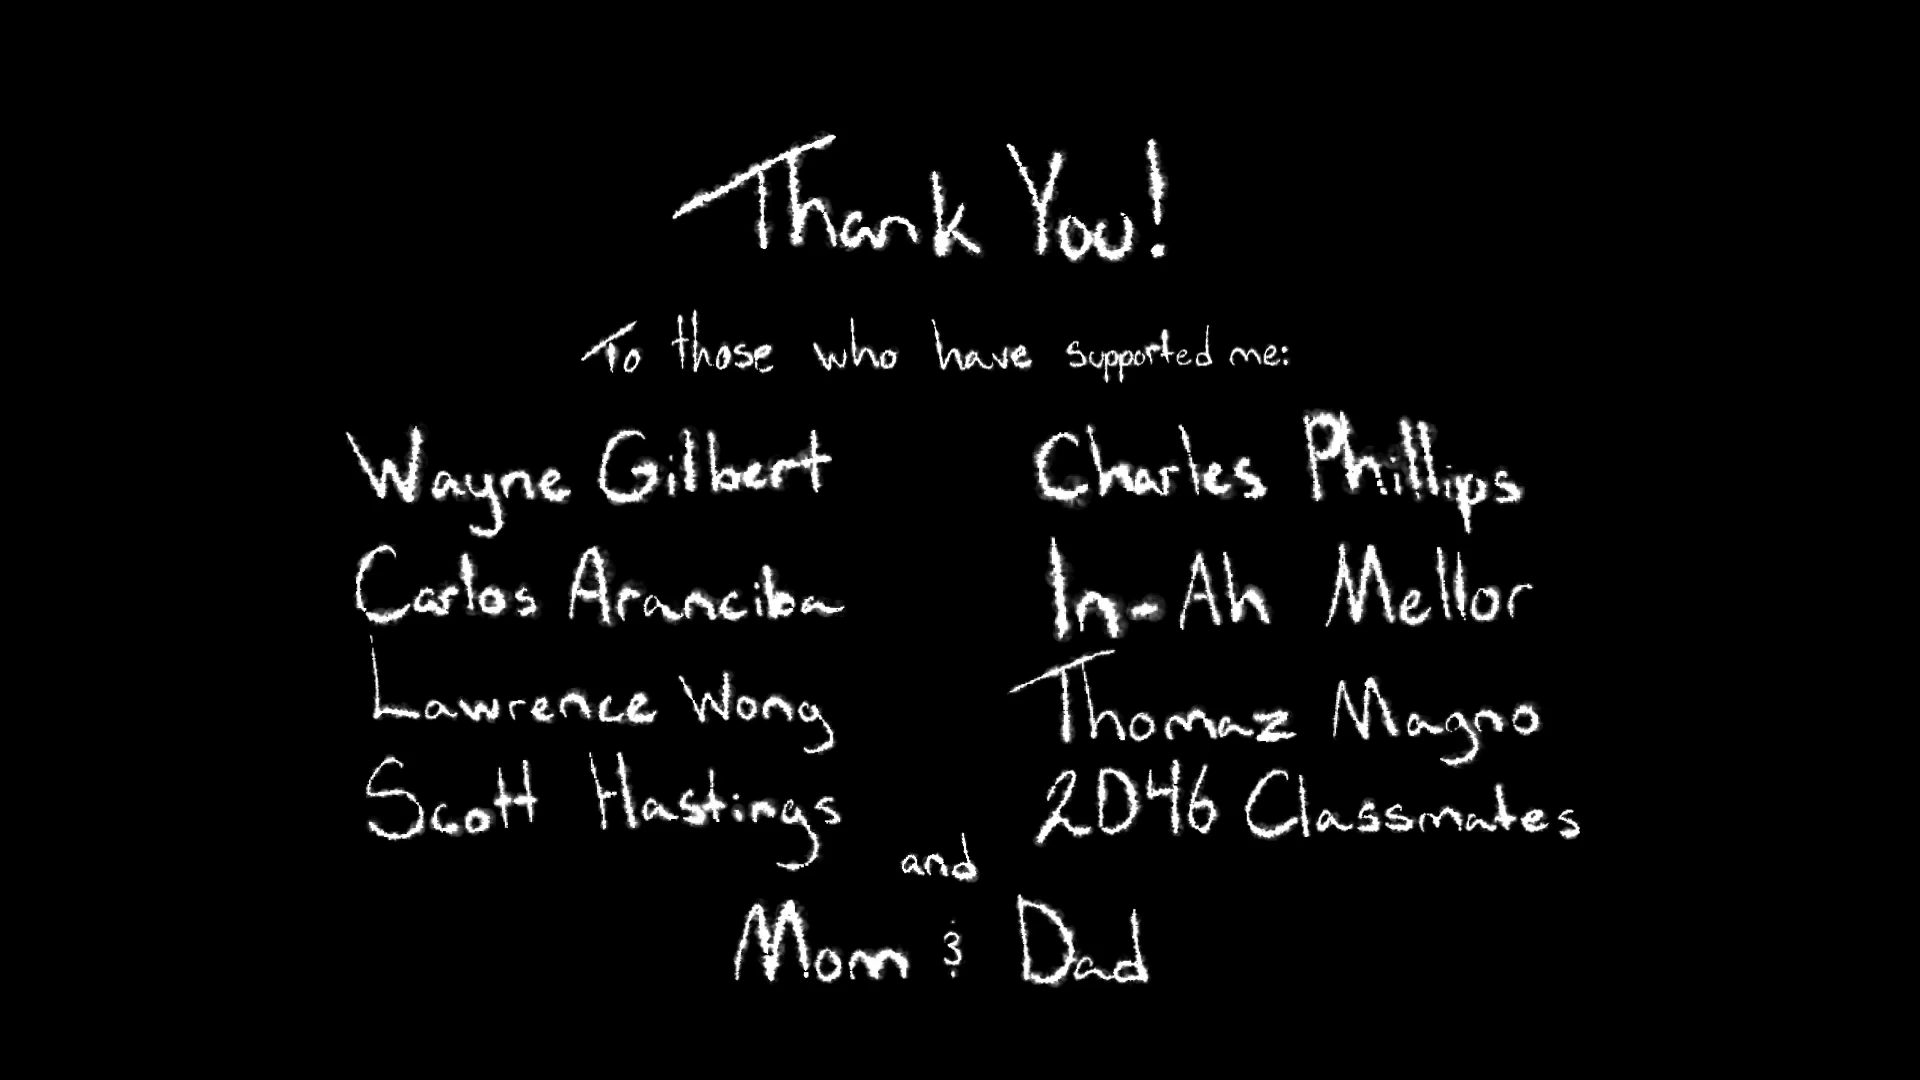 Thank You!
To those who have supported me:
Wayne Gilbert
Charles Phillips
Carlos Aranciba
In-Ah Mellor
Lawrence Wong
Thomaz Magno
Scott Hastings
2D46 Classmates
and
Mom & Dad